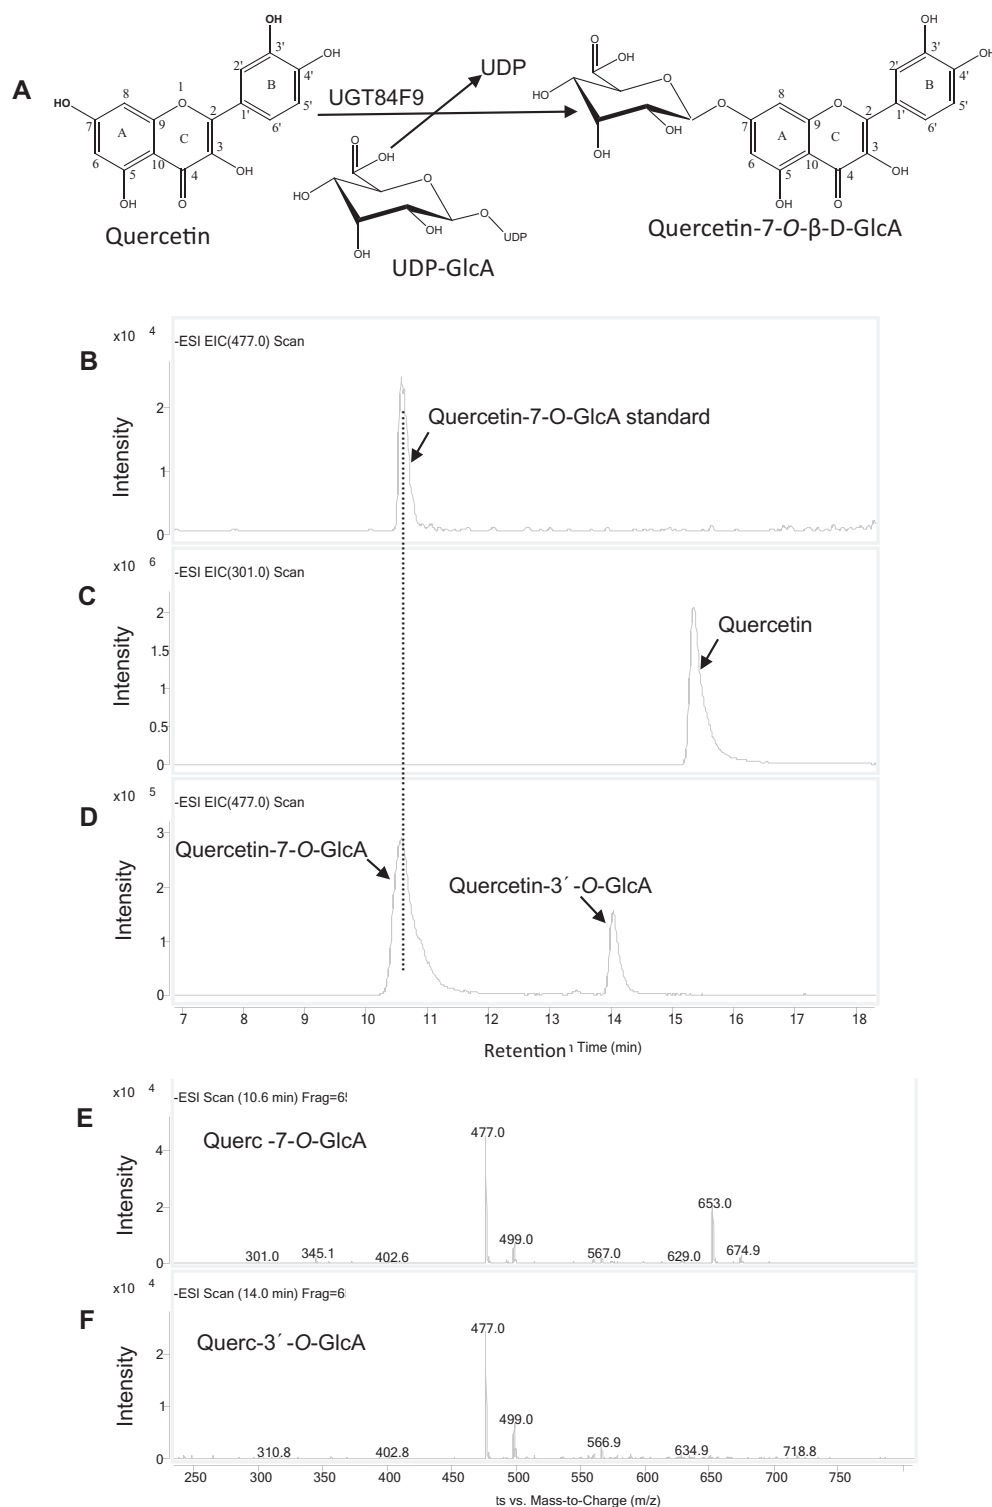 A
OH
3'
OH
2'
4'
B
HO
8
1
O
2
1'
5'
7
9
6'
A
C
6
10
3
5
4
OH
OH
O
Quercetin
UGT84F9
UDP
O
OH
O
HO
OH
O
UDP
OH
UDP-GlcA
O
OH
O
HO
OH
O
OH
OH
3'
OH
2'
4'
B
8
O
2
1'
5'
7
9
6'
A
C
6
10
3
5
4
OH
OH
O
Quercetin-7-O-β-D-GlcA
B
x10 4
-ESI EIC(477.0) Scan
Intensity
2
1
0
Quercetin-7-O-GlcA standard
C
x10 6
-ESI EIC(301.0) Scan
Intensity
2
1.5
1
0.5
0
Quercetin
D
x10 5
-ESI EIC(477.0) Scan
Intensity
3
2
1
0
Quercetin-7-O-GlcA
Quercetin-3´-O-GlcA
7 8 9 10 11 12 13 14 15 16 17 18
Retention Time (min)
E
x10 4
-ESI Scan (10.6 min) Frag=6
Querc -7-O-GlcA
Intensity
4
2
0
301.0 345.1 402.6 477.0 499.0 567.0 629.0 653.0 674.9
F
x10 4
-ESI Scan (14.0 min) Frag=6
Querc-3´-O-GlcA
Intensity
2
1
0
310.8 402.8 477.0 499.0 566.9 634.9 718.8
250 300 350 400 450 500 550 600 650 700 750
ts vs. Mass-to-Charge (m/z)